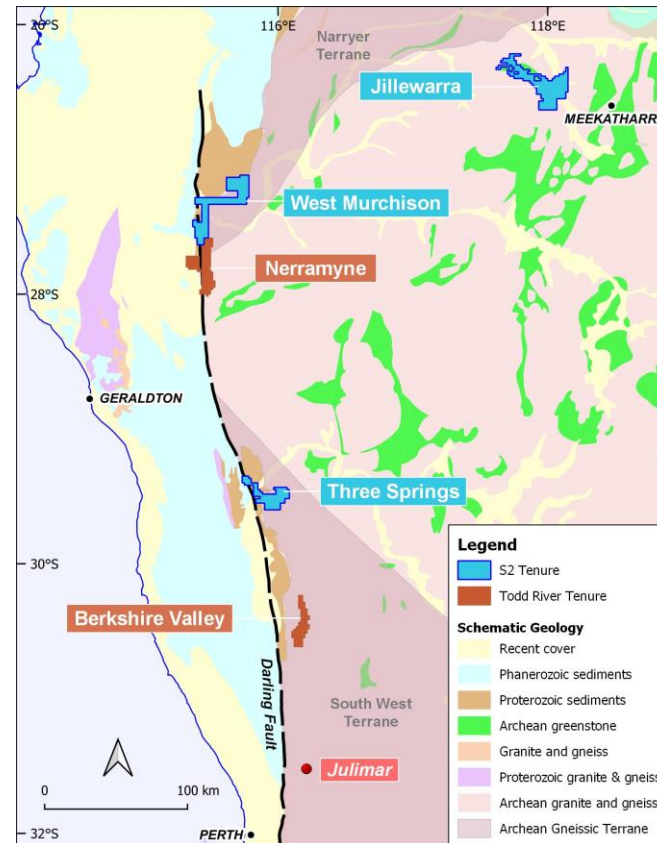 26°S
116°E
118°E
Narryer
Terrane
Jillewarra
MEEKATHARR
West Murchison
Nerramyne
28°S
GERALDTON
Three Springs
30°S
Berkshire Valley
Darling Fault
South West
Terrane
Julimar
0 100 km
PERTH
32°S
Legend
S2 Tenure
Todd River Tenure
Schematic Geology
Recent cover
Phanerozoic sediments
Proterozoic sediments
Archean greenstone
Granite and gneiss
Proterozoic granite & gneiss
Archean granite and gneiss
Archean Gneissic Terrane